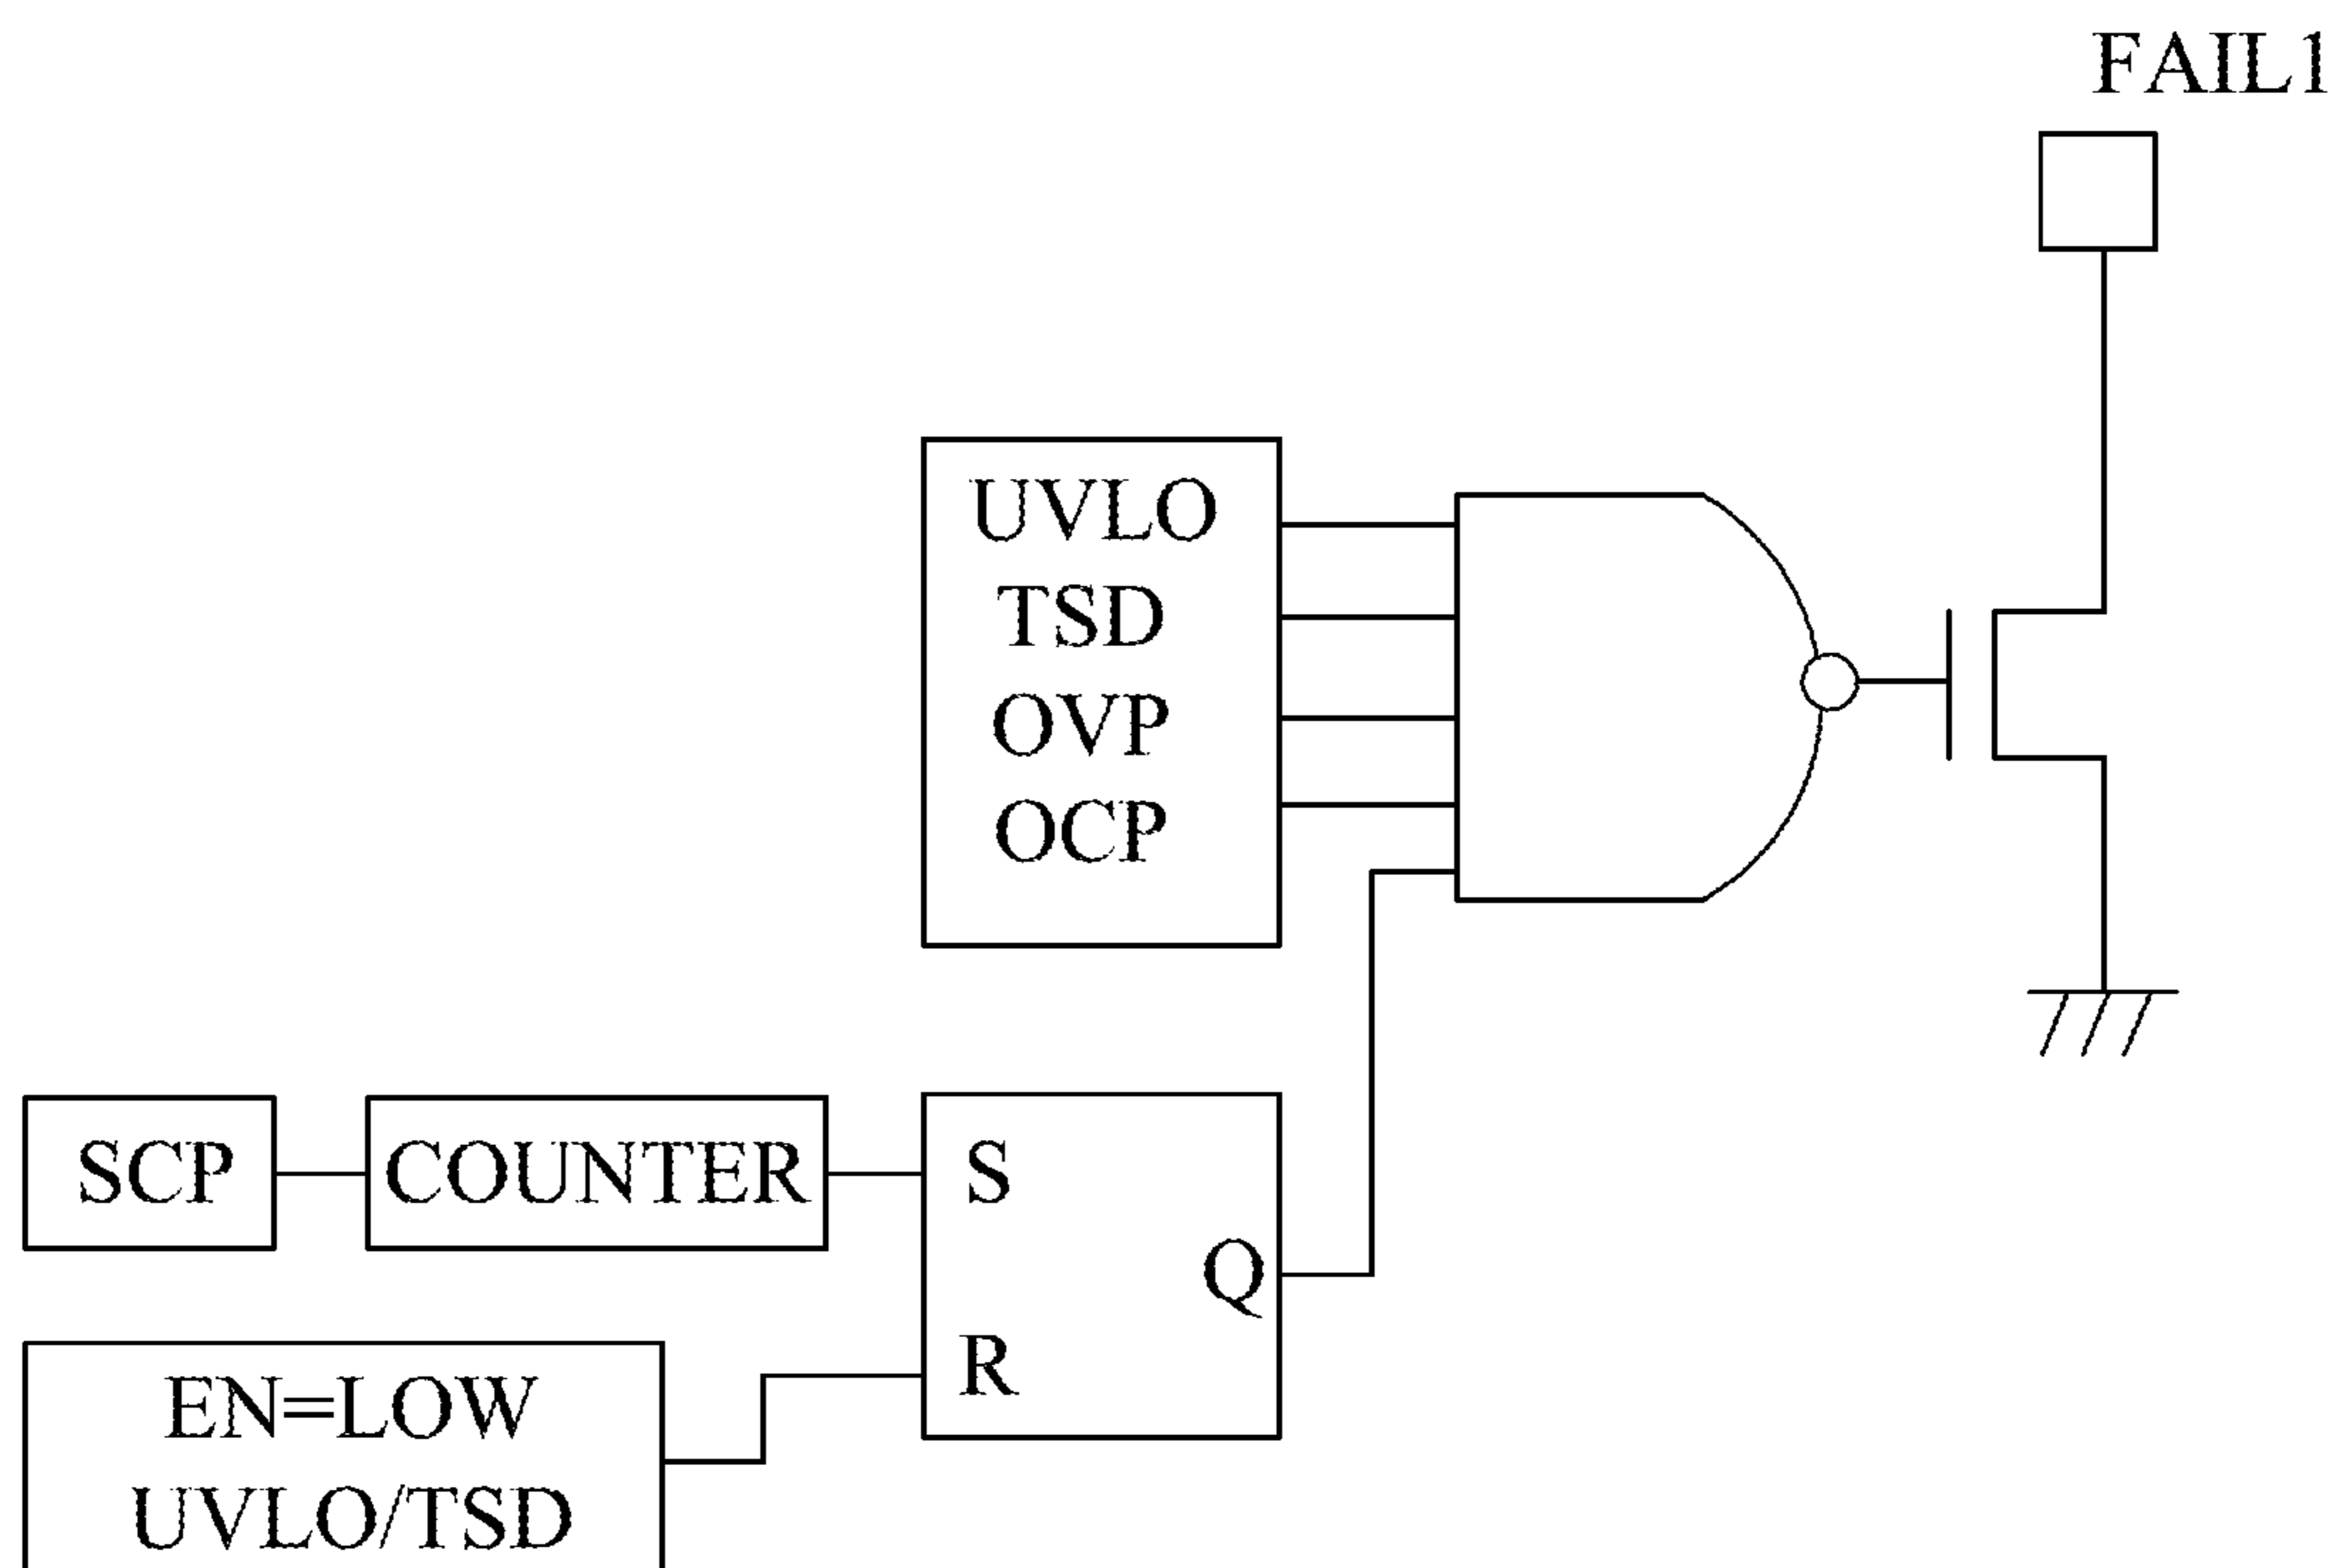 FAIL1
UVLO
TSD
OVP
OCP
SCP
COUNTER
S
Q
R
EN=LOW
UVLO/TSD